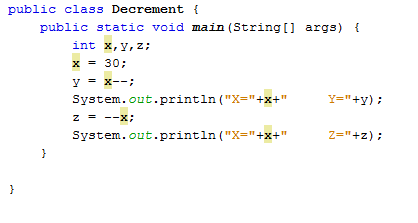 public class Decrement {
    public static void main(String[] args) {
        int x,y,z;
        x = 30;
        y = x--;
        System.out.println("X="+x+"     Y="+y);
        z = --x;
        System.out.println("X="+x+"     Z="+z);
    }
}